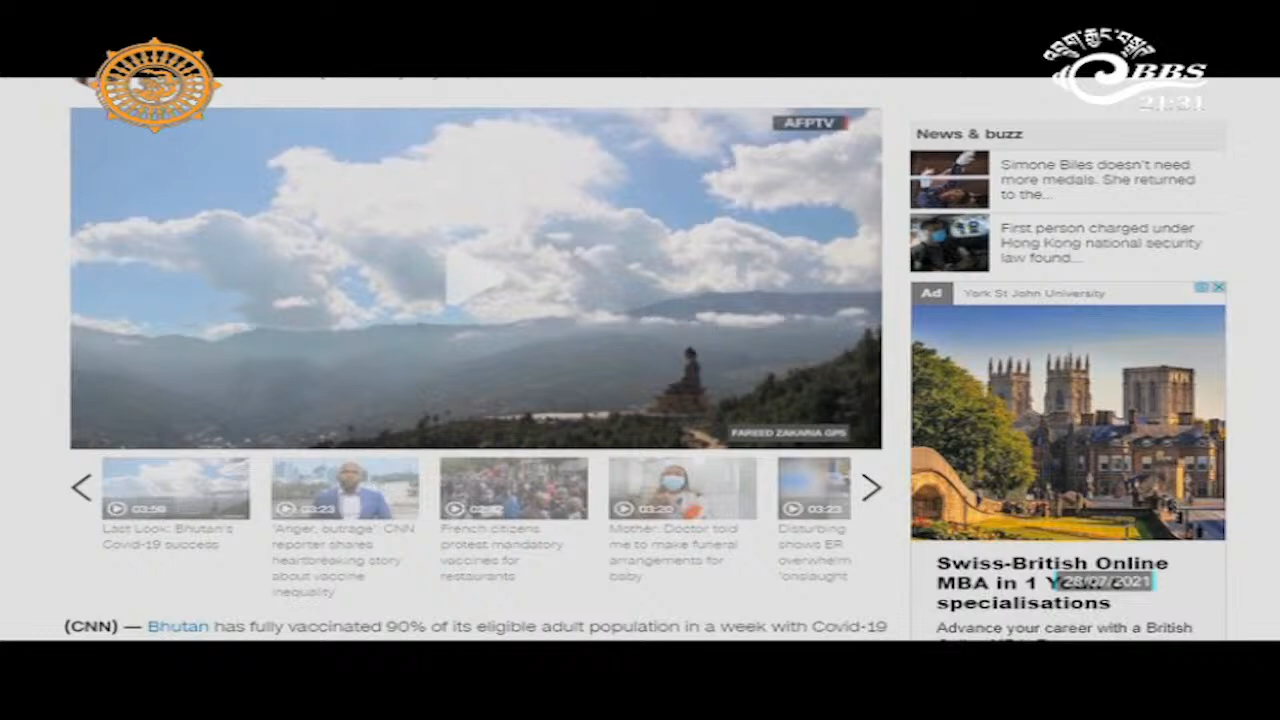 འབྲུག་རྒྱང་བསྒྲགས
BBS
21:31
AFPTV
FAREED ZAKARIA GPS
03:59
Last Look: Bhutan's
Covid-19 success
03:23
'Anger, outrage': CNN
reporter shares
heartbreaking story
about vaccine
inequality
French citizens
protest mandatory
vaccines for
restaurants
03:20
Mother: Doctor told
me to make funeral
arrangements for
baby
03:23
Disturbing
shows ER
overwhelm
'onslaught
(CNN) — Bhutan has fully vaccinated 90% of its eligible adult population in a week with Covid-19
News & buzz
Simone Biles doesn't need
more medals. She returned
to the...
First person charged under
Hong Kong national security
law found...
Ad York St John University
Swiss-British Online
MBA in 1
28/07/2021
specialisations
Advance your career with a British